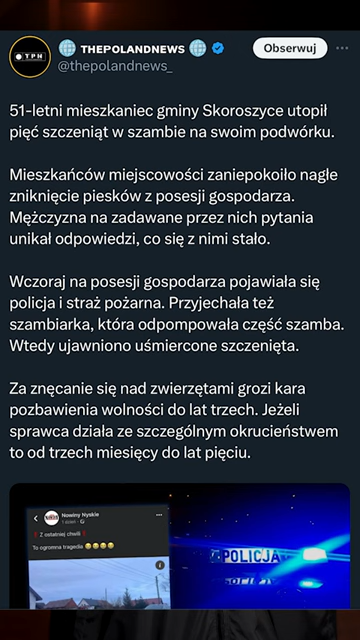 TPN
THEPOLANDNEWS
Obserwuj
@thepolandnews_
51-letni mieszkaniec gminy Skoroszyce utopił
pięć szczeniąt w szambie na swoim podwórku.
Mieszkańców miejscowości zaniepokoiło nagłe
zniknięcie piesków z posesji gospodarza.
Mężczyzna na zadawane przez nich pytania
unikał odpowiedzi, co się z nimi stało.
Wczoraj na posesji gospodarza pojawiała się
policja i straż pożarna. Przyjechała też
szambiarka, która odpompowała część szamba.
Wtedy ujawniono uśmiercone szczenięta.
Za znęcanie się nad zwierzętami grozi kara
pozbawienia wolności do lat trzech. Jeżeli
sprawca działa ze szczególnym okrucieństwem
to od trzech miesięcy do lat pięciu.
Nowiny Nyskie
Z ostatniej chwili
To ogromna tragedia
POLICJA